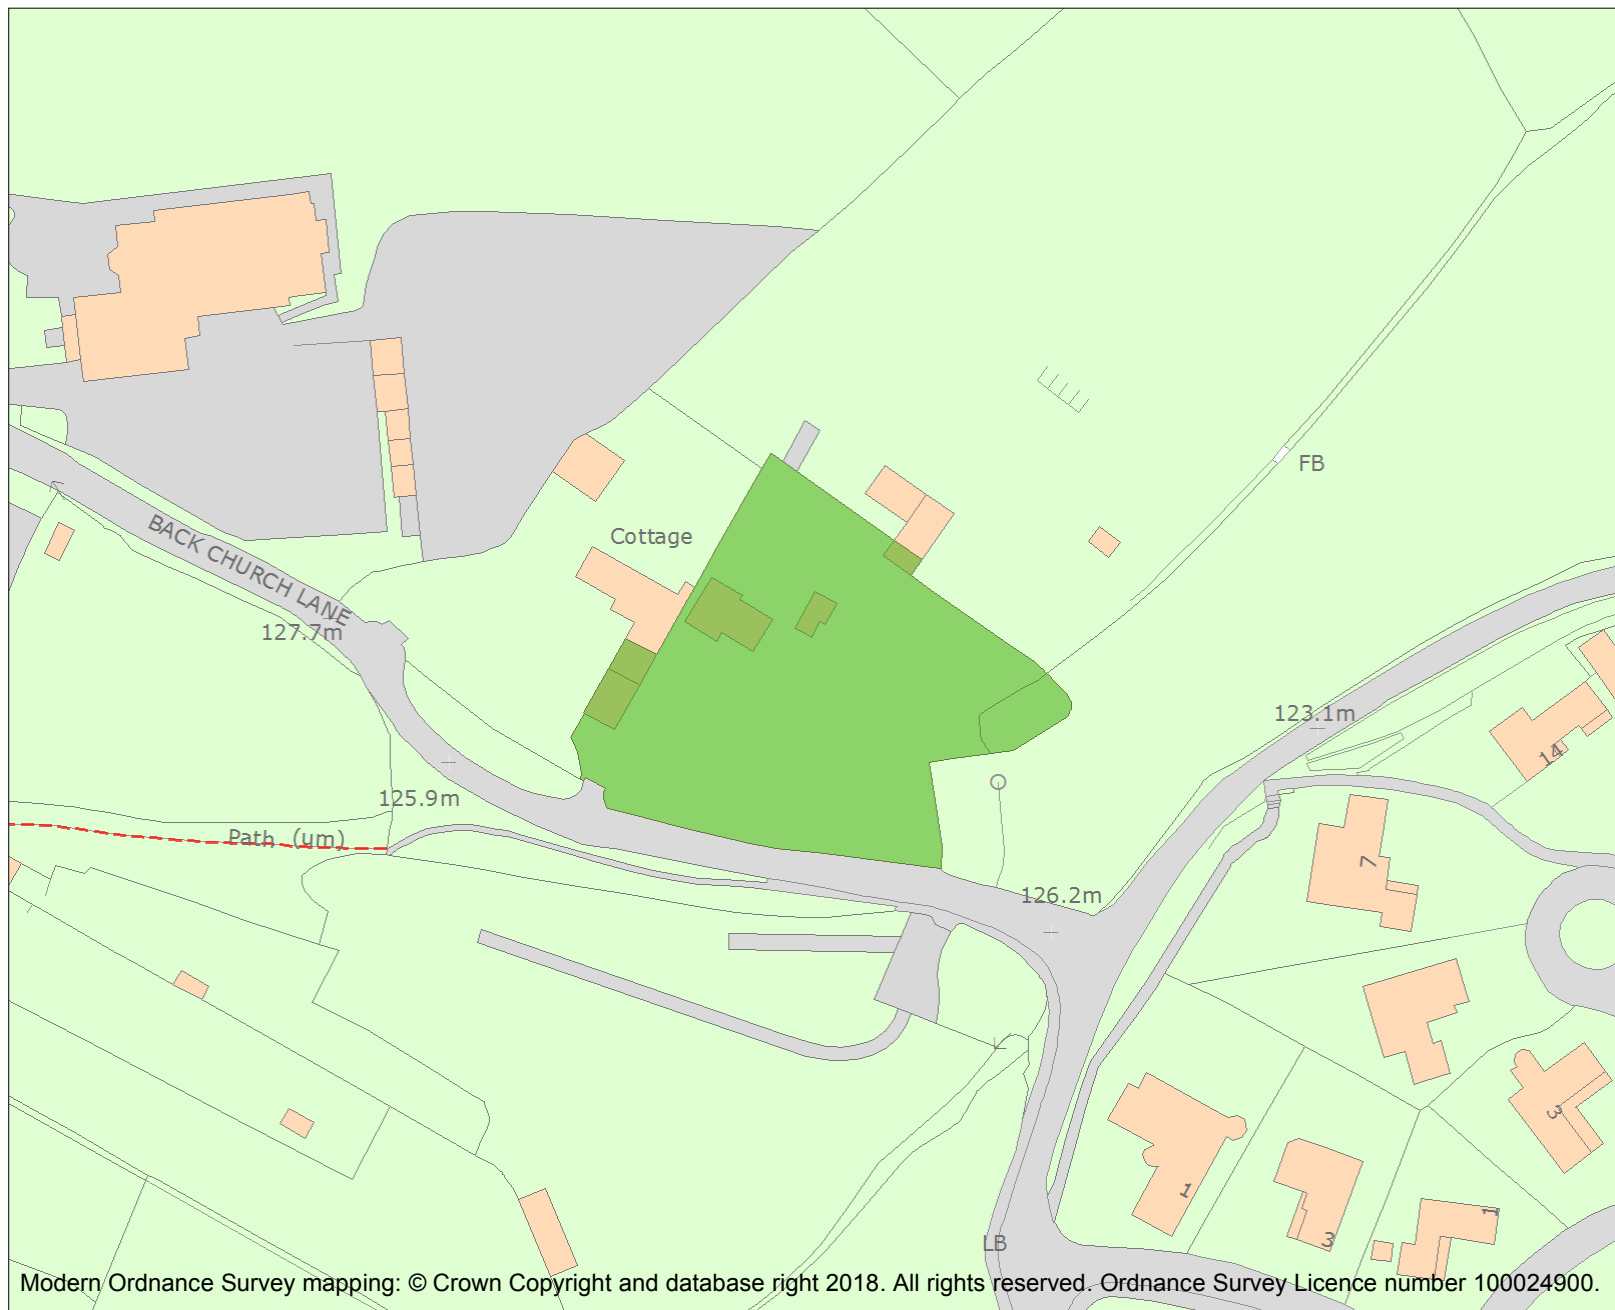 FB
Cottage
BACK CHURCH LANE
127.7m
123.1m
14
125.9m
Path (um)
7
126.2m
3
1
1
3
LB
Modern Ordnance Survey mapping: © Crown Copyright and database right 2018. All rights reserved. Ordnance Survey Licence number 100024900.